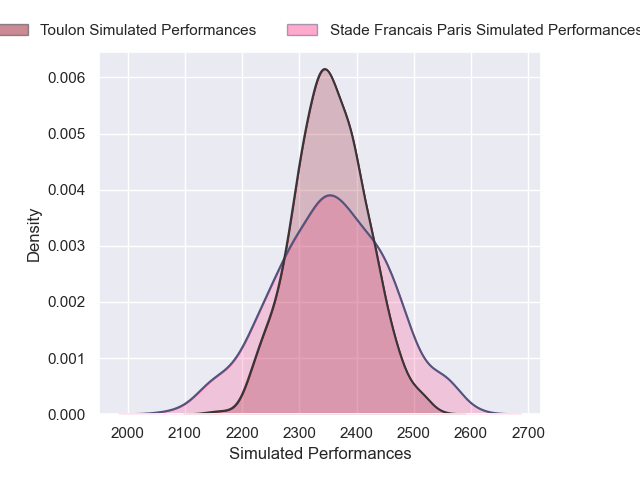 Toulon Simulated Performances
Stade Francais Paris Simulated Performances
0.006
0.005
0.004
0.003
0.002
0.001
0.000
Density
2000 2100 2200 2300 2400 2500 2600 2700
Simulated Performances